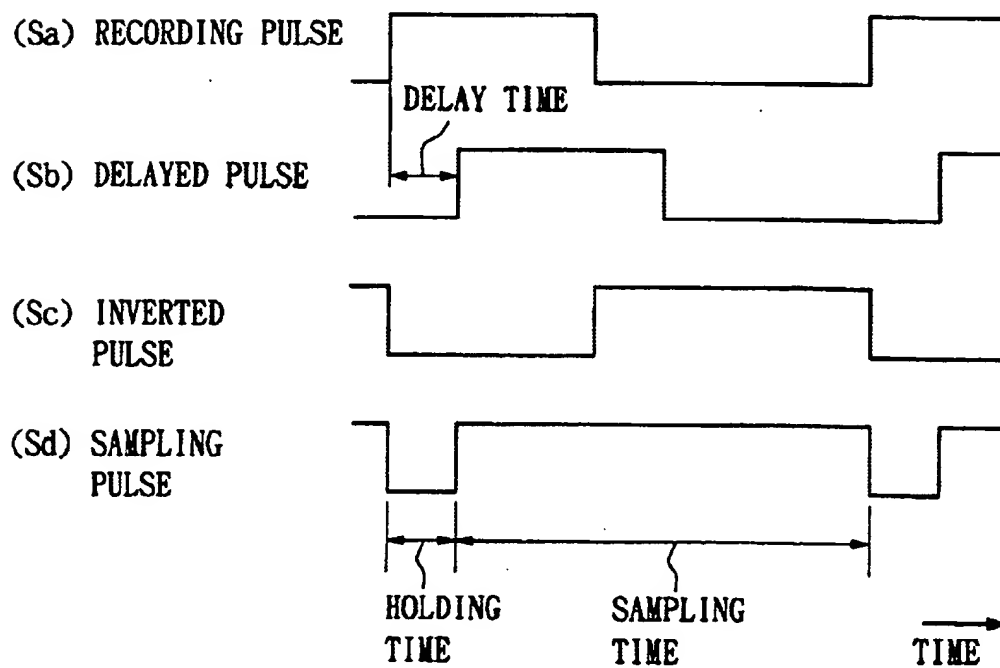 (Sa) RECORDING PULSE
DELAY TIME
(Sb) DELAYED PULSE
(Sc) INVERTED
PULSE
(Sd) SAMPLING
PULSE
HOLDING
TIME
SAMPLING
TIME
TIME